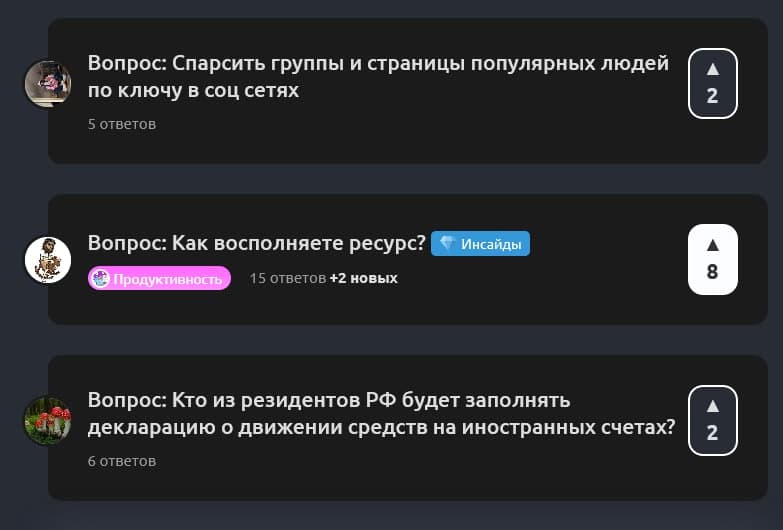 Вопрос: Спарсить группы и страницы популярных людей
по ключу в соц сетях
5 ответов
▲
2
Вопрос: Как восполняете ресурс? Инсайды
Продуктивность 15 ответов +2 новых
▲
8
Вопрос: Кто из резидентов РФ будет заполнять
декларацию о движении средств на иностранных счетах?
6 ответов
▲
2